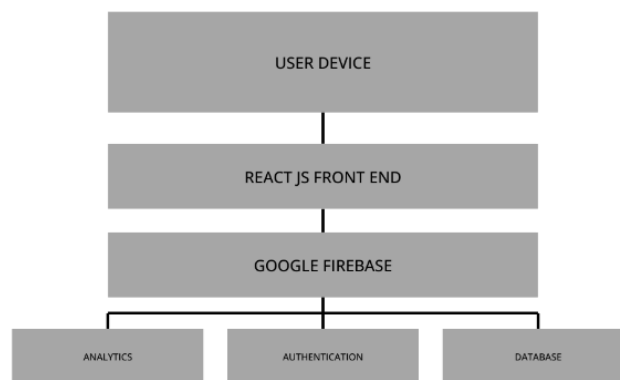 USER DEVICE
REACT JS FRONT END
GOOGLE FIREBASE
ANALYTICS
AUTHENTICATION
DATABASE